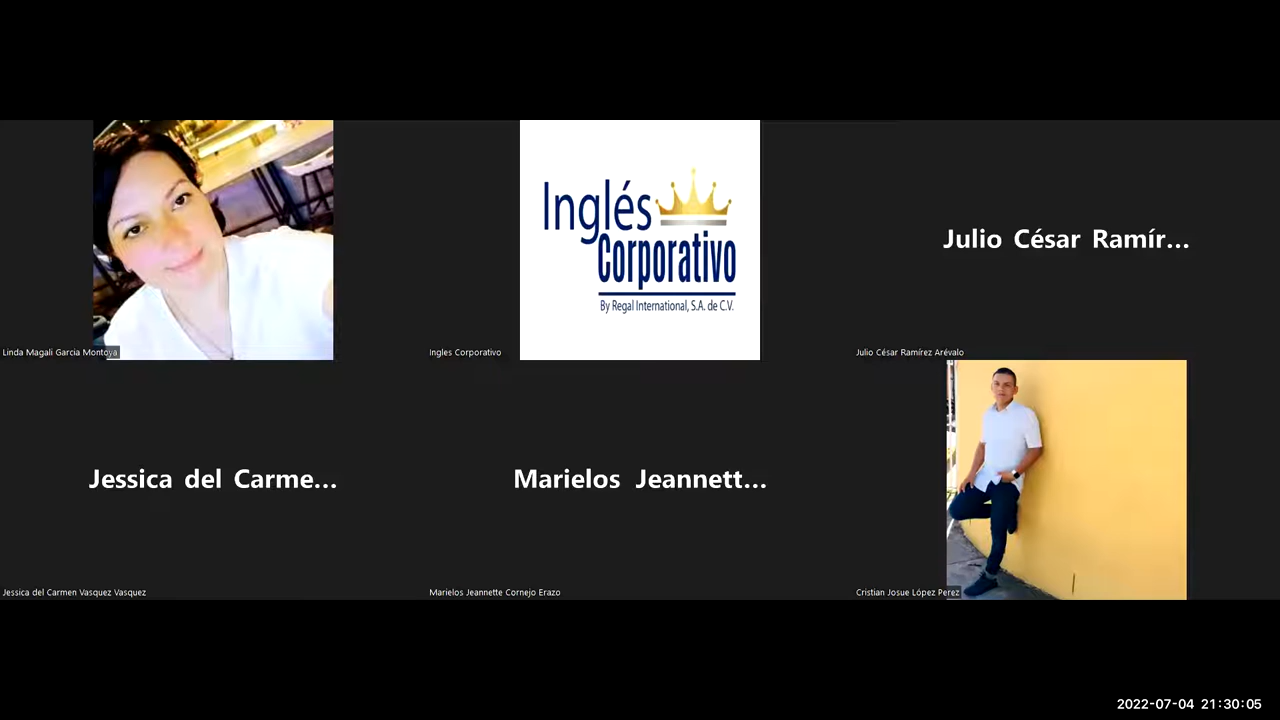 Inglés
Corporativo
By Regal International, S.A. de C.V.
Julio César Ramír...
Linda Magali Garcia Montoya
Ingles Corporativo
Julio César Ramírez Arévalo
Jessica del Carme...
Marielos Jeannett...
Jessica del Carmen Vasquez Vasquez
Marielos Jeannette Cornejo Erazo
Cristian Josue López Perez
2022-07-04 21:30:05